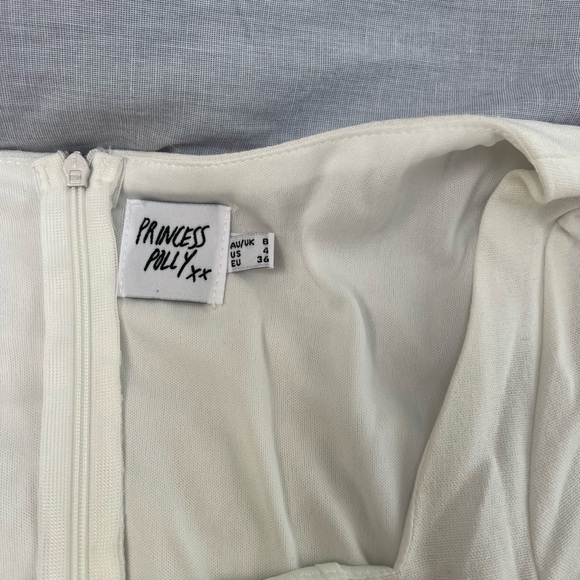 PRINCESS
POLLY xx
AU/UK 8
US 4
EU 36